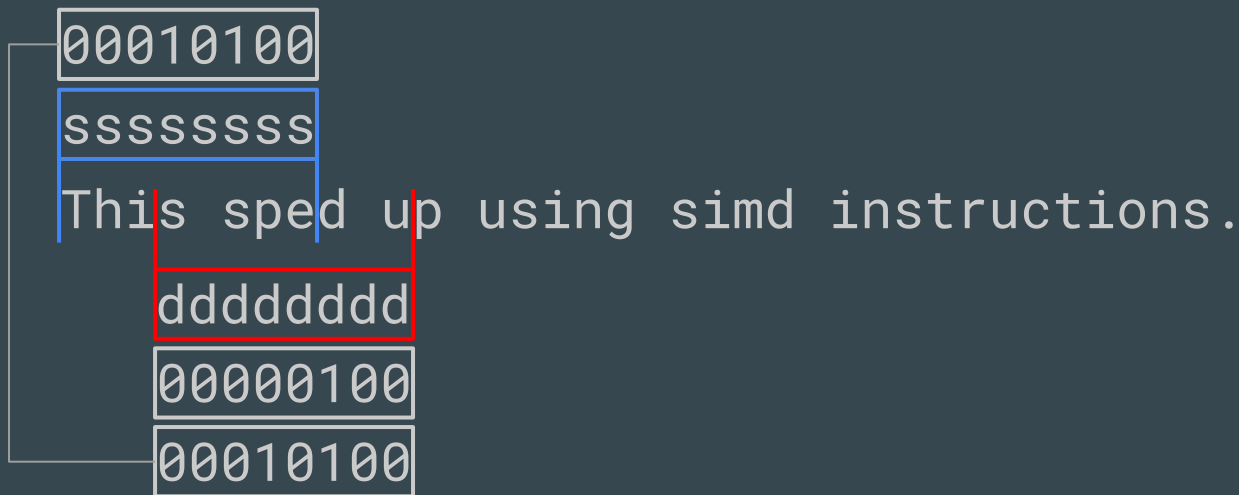 00010100
ssssssss
This sped up using simd instructions.
dddddddd
00000100
00010100